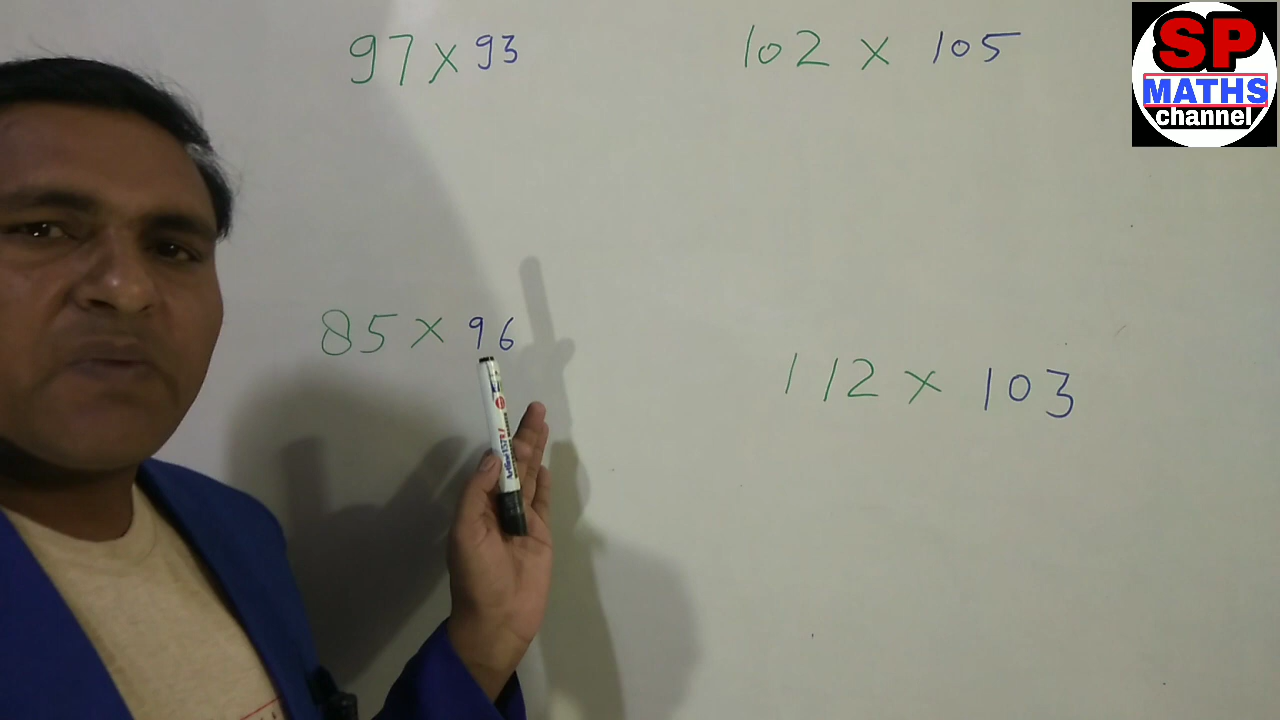 97 × 93
102 × 105
SP
MATHS
channel
85 × 96
112 × 103